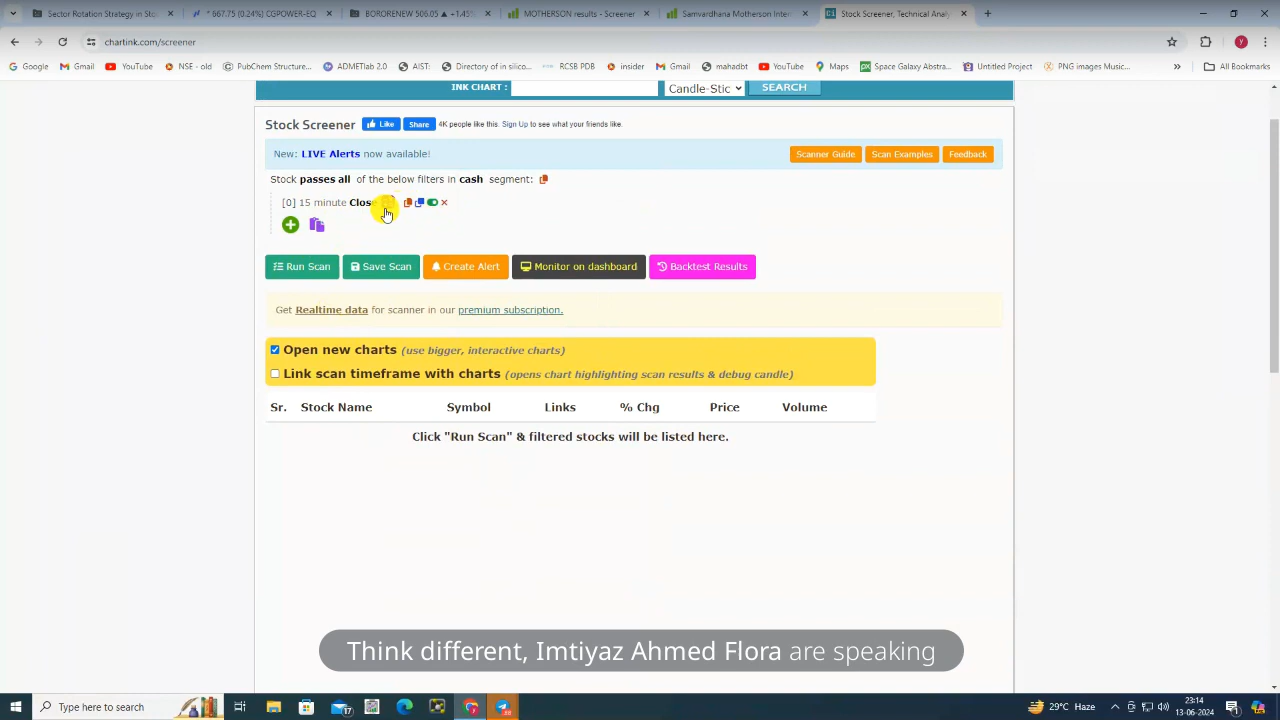 Sector Rotation Strategy in Stoc
* 667.75 (0.24%) CGPOWER-EQ
BORORENEW 506.05 ▲ +1.45%
MOTHERSON results - Screener
Samvardhana Motherson Intern
Stock Screener, Technical Analy
chartink.com/screener
Google
Gmail
YouTube
NSE - old
PubChem Structure...
ADMETlab 2.0
AIST:
Directory of in silico...
RCSB PDB
insider
Gmail
mahadbt
YouTube
Maps
Space Galaxy Abstra...
Untitled Project
PNG images Music...
»
All Bookmarks
INK CHART :
Candle-Stic
SEARCH
Stock Screener
Like
Share
4K people like this. Sign Up to see what your friends like.
New: LIVE Alerts now available!
Scanner Guide
Scan Examples
Feedback
Stock passes all of the below filters in cash segment:
[0] 15 minute Close
Run Scan
Save Scan
Create Alert
Monitor on dashboard
Backtest Results
Get Realtime data for scanner in our premium subscription.
Open new charts (use bigger, interactive charts)
Link scan timeframe with charts (opens chart highlighting scan results & debug candle)
Sr. Stock Name Symbol Links % Chg Price Volume
Click "Run Scan" & filtered stocks will be listed here.
Think different, Imtiyaz Ahmed Flora are speaking
Type here to search
29°C Haze
23:14
13-06-2024